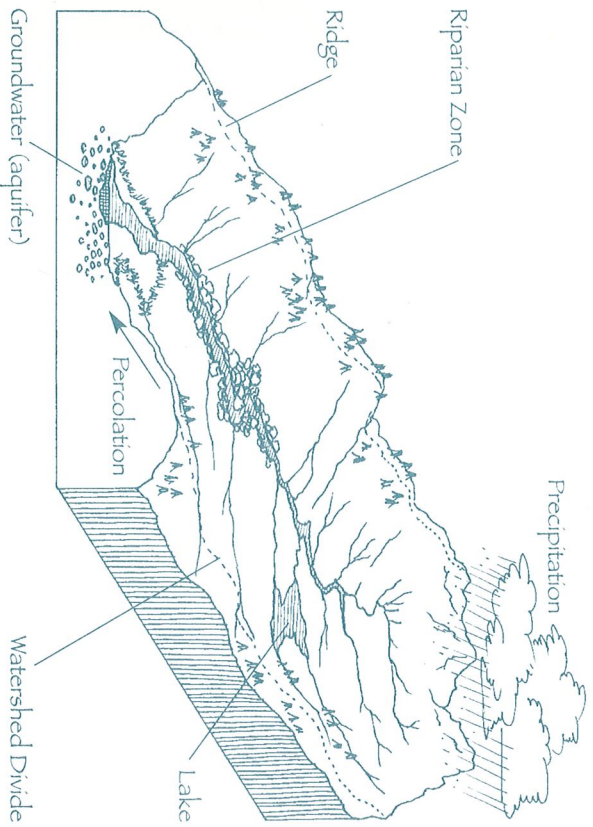 Precipitation
Riparian Zone
Ridge
Lake
Percolation
Watershed Divide
Groundwater (aquifer)